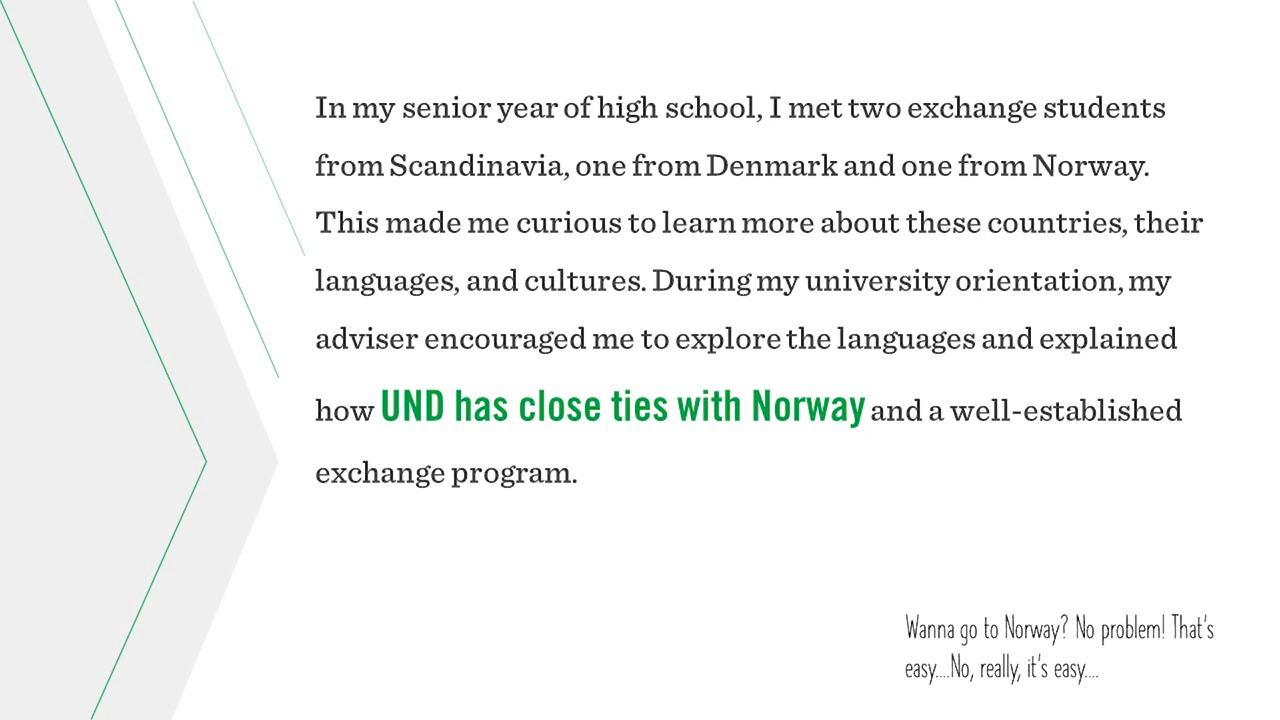 In my senior year of high school, I met two exchange students
from Scandinavia, one from Denmark and one from Norway.
This made me curious to learn more about these countries, their
languages, and cultures. During my university orientation, my
adviser encouraged me to explore the languages and explained
how UND has close ties with Norway and a well-established
exchange program.
Wanna go to Norway? No problem! That's
easy....No, really, it's easy....